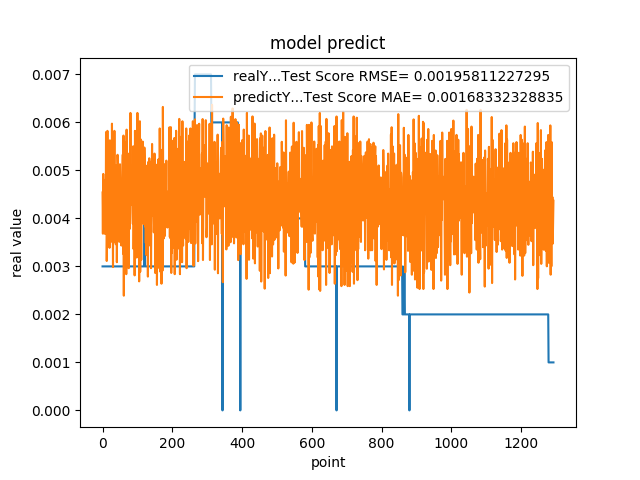 model predict
realY...Test Score RMSE= 0.00195811227295
predictY...Test Score MAE= 0.00168332328835
0.007
0.006
0.005
0.004
0.003
0.002
0.001
0.000
real value
0 200 400 600 800 1000 1200
point